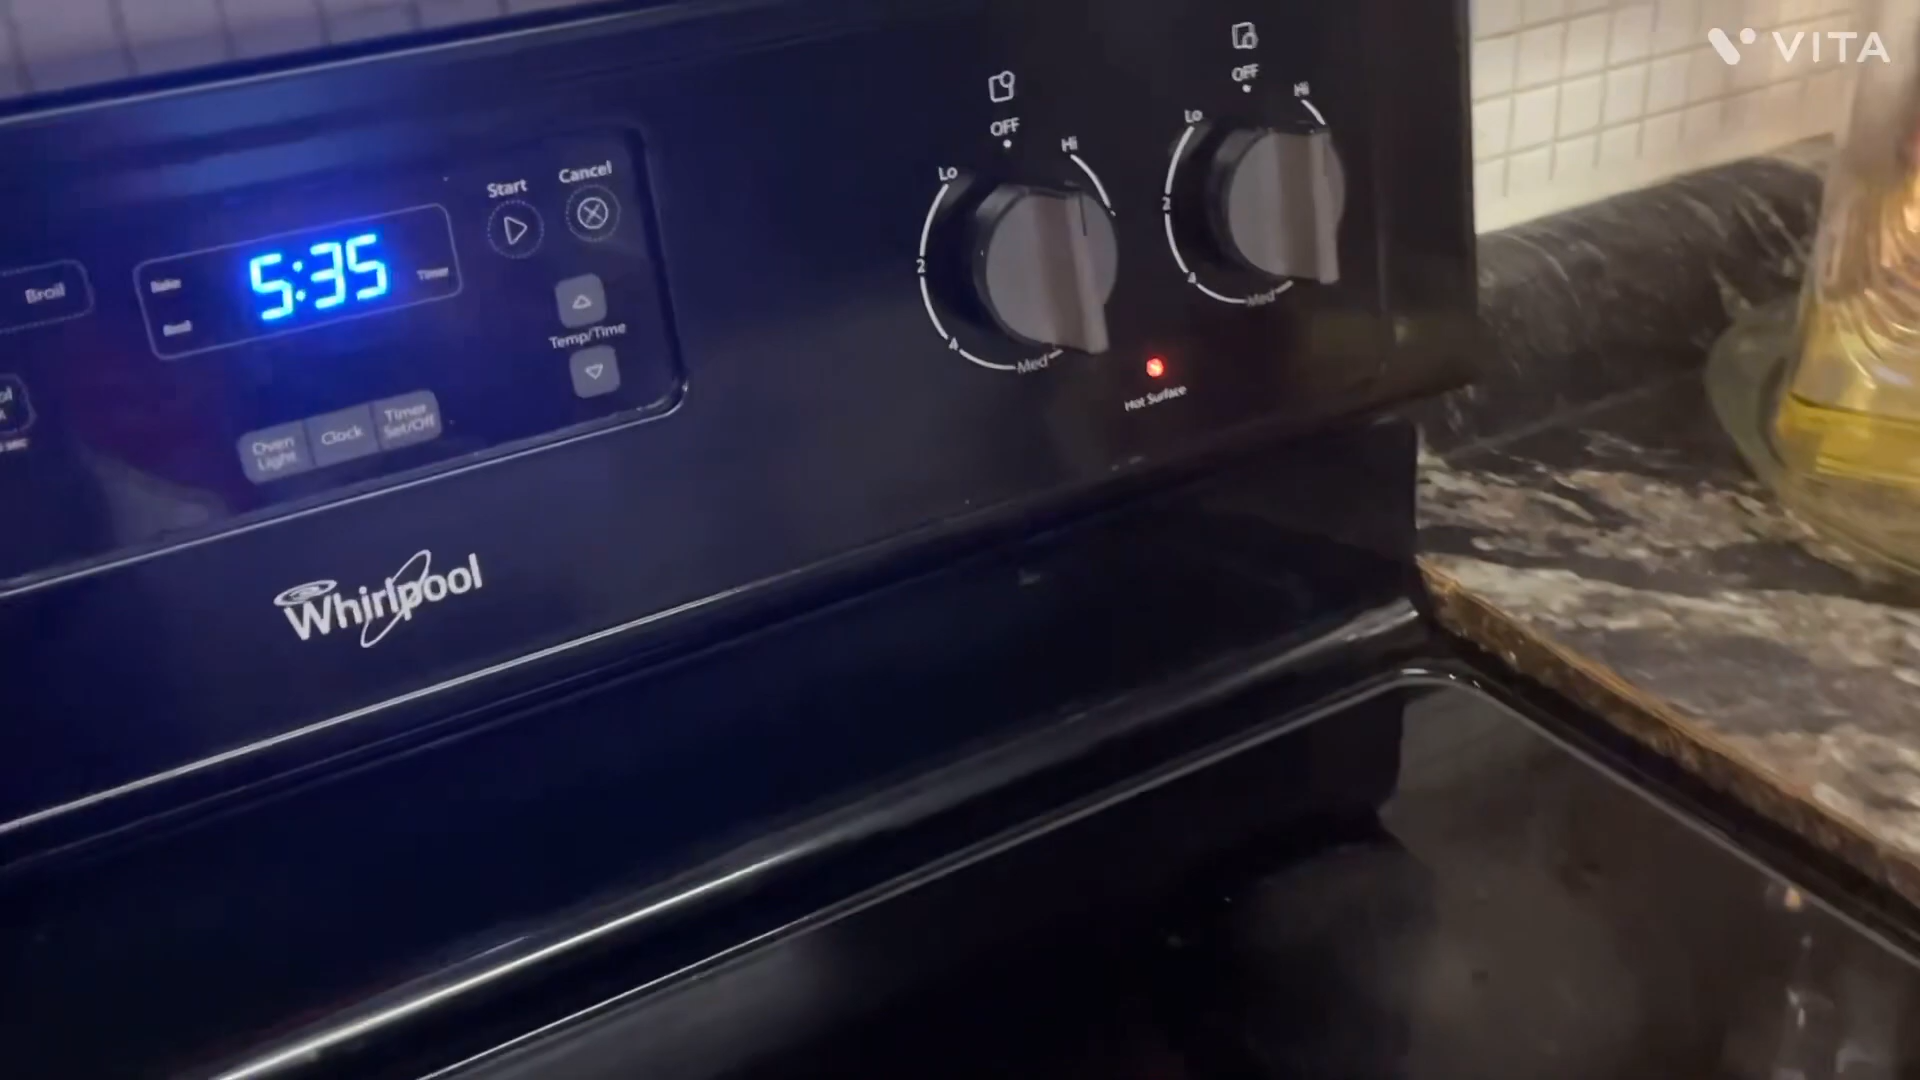 VITA
OFF
Lo
Hi
2
4
Med
OFF
Lo
Hi
2
4
Med
Hot Surface
Start
Cancel
Broil
Bake
Broil
5:35
Timer
Temp/Time
Oven Light
Clock
Timer Set/Off
sec
Whirlpool